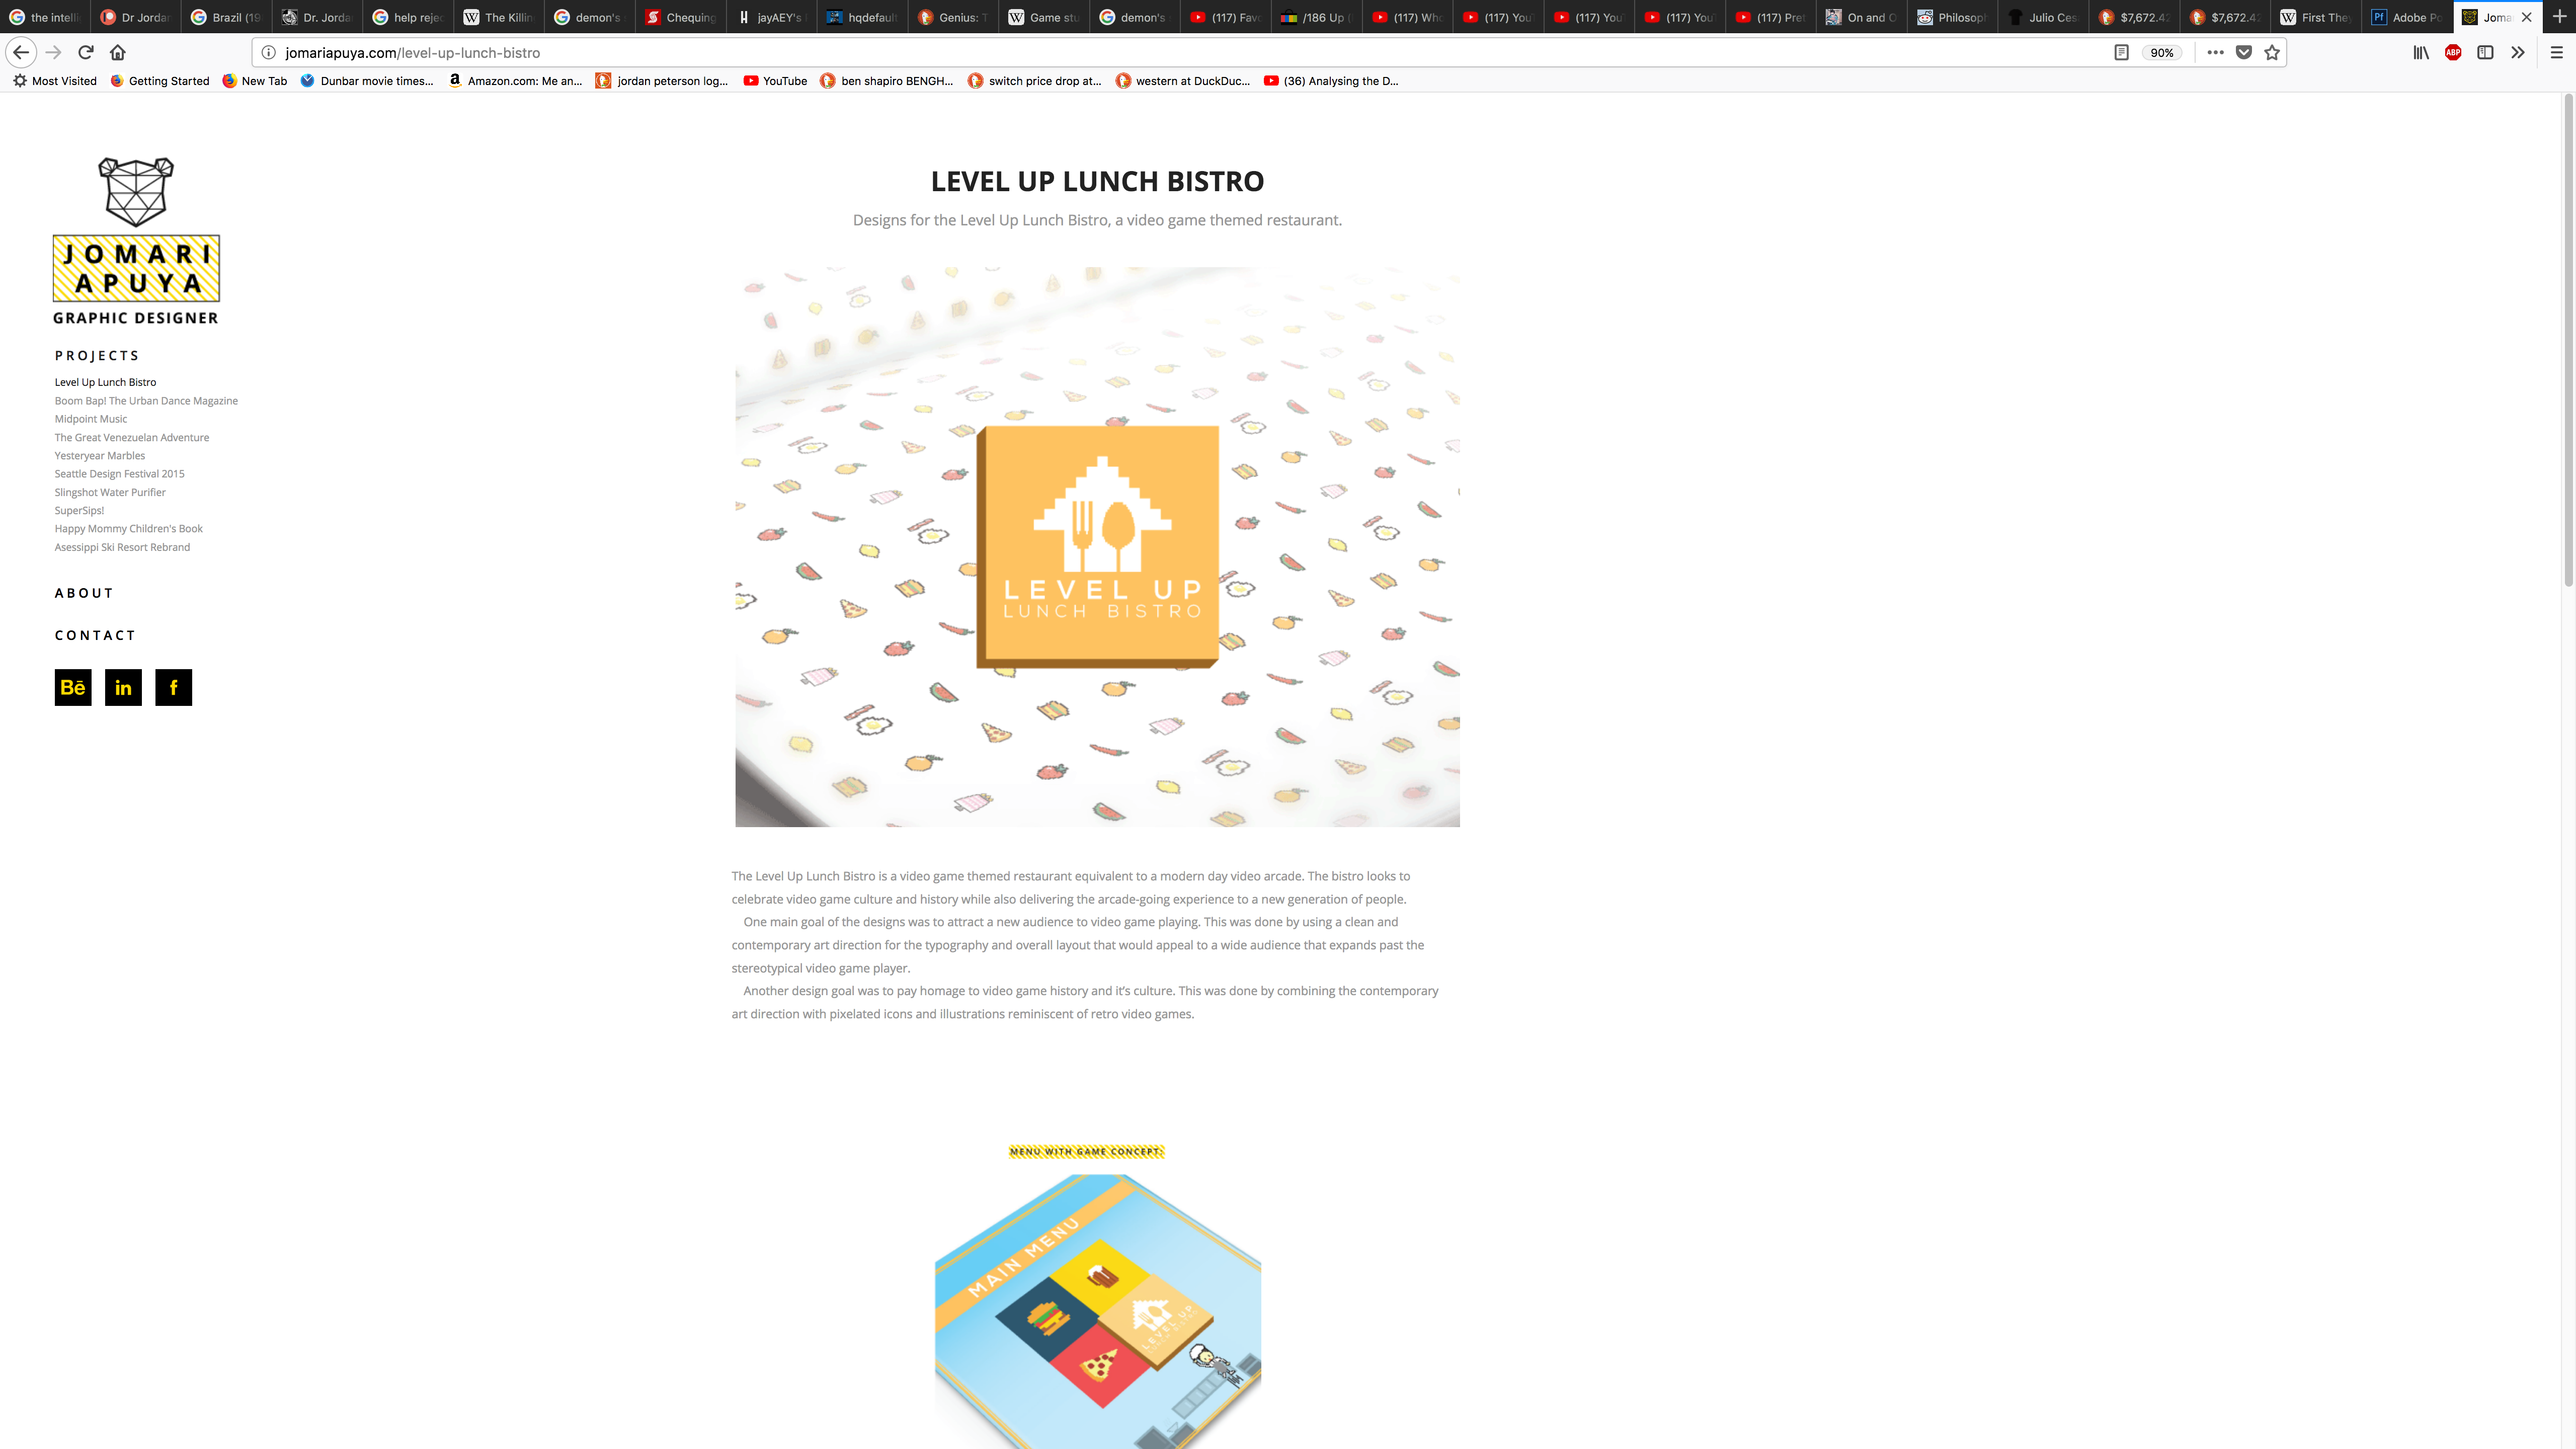 the intelli
Dr Jordan
Brazil (19
Dr. Jorda
help rejec
The Killin
demon's
Chequing
jayAEY's
hqdefault
Genius: T
Game stu
demon's
(117) Favo
/186 Up (
(117) Who
(117) You
(117) You
(117) You
(117) Pret
On and O
Philosoph
Julio Ces
$7,672.42
$7,672.42
First They
Adobe Po
Joma
jomariapuya.com/level-up-lunch-bistro
90%
ABP
Most Visited
Getting Started
New Tab
Dunbar movie times...
Amazon.com: Me an...
jordan peterson log...
YouTube
ben shapiro BENGH...
switch price drop at...
western at DuckDuc...
(36) Analysing the D...
JOMARI
APUYA
GRAPHIC DESIGNER
PROJECTS
Level Up Lunch Bistro
Boom Bap! The Urban Dance Magazine
Midpoint Music
The Great Venezuelan Adventure
Yesteryear Marbles
Seattle Design Festival 2015
Slingshot Water Purifier
SuperSips!
Happy Mommy Children's Book
Asessippi Ski Resort Rebrand
ABOUT
CONTACT
Bē in f
LEVEL UP LUNCH BISTRO
Designs for the Level Up Lunch Bistro, a video game themed restaurant.
LEVEL UP
LUNCH BISTRO
The Level Up Lunch Bistro is a video game themed restaurant equivalent to a modern day video arcade. The bistro looks to
celebrate video game culture and history while also delivering the arcade-going experience to a new generation of people.
One main goal of the designs was to attract a new audience to video game playing. This was done by using a clean and
contemporary art direction for the typography and overall layout that would appeal to a wide audience that expands past the
stereotypical video game player.
Another design goal was to pay homage to video game history and it's culture. This was done by combining the contemporary
art direction with pixelated icons and illustrations reminiscent of retro video games.
MENU WITH GAME CONCEPT:
MAIN MENU
LEVEL UP
LUNCH BISTRO